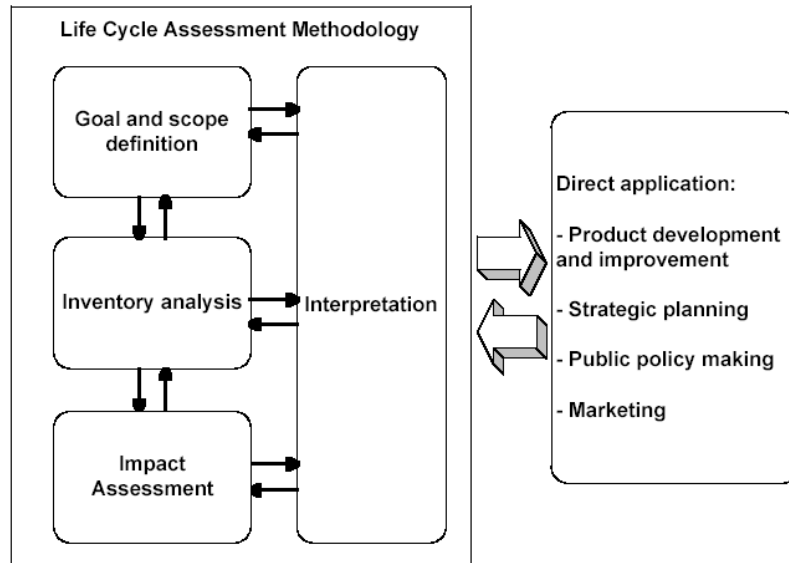 Life Cycle Assessment Methodology
Goal and scope
definition
Inventory analysis
Impact
Assessment
Interpretation
Direct application:
- Product development
and improvement
- Strategic planning
- Public policy making
- Marketing